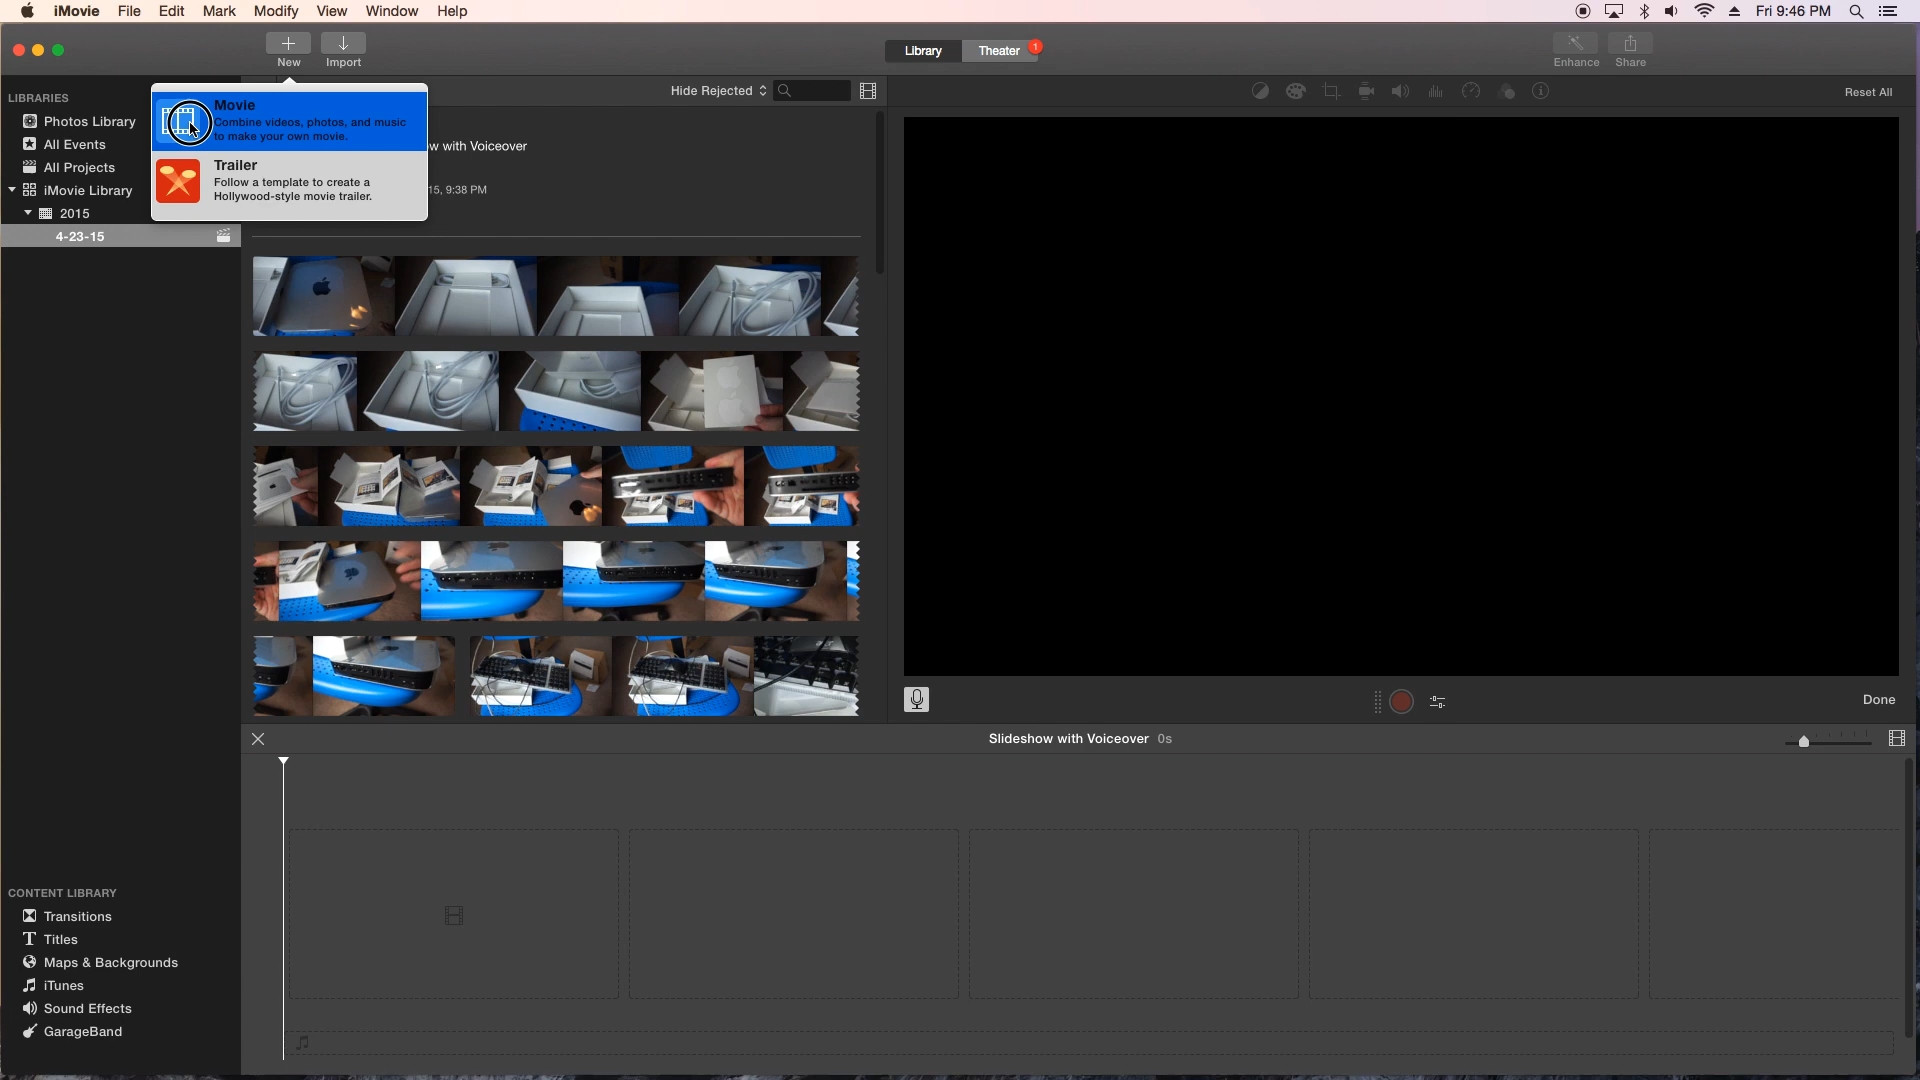 iMovie File Edit Mark Modify View Window Help Fri 9:46 PM
New Import Library Theater 1 Enhance Share
LIBRARIES
Photos Library
All Events
All Projects
iMovie Library
2015
4-23-15
Movie
Combine videos, photos, and music
to make your own movie.
Trailer
Follow a template to create a
Hollywood-style movie trailer.
Hide Rejected
w with Voiceover
15, 9:38 PM
Reset All
Done
Slideshow with Voiceover 0s
CONTENT LIBRARY
Transitions
Titles
Maps & Backgrounds
iTunes
Sound Effects
GarageBand